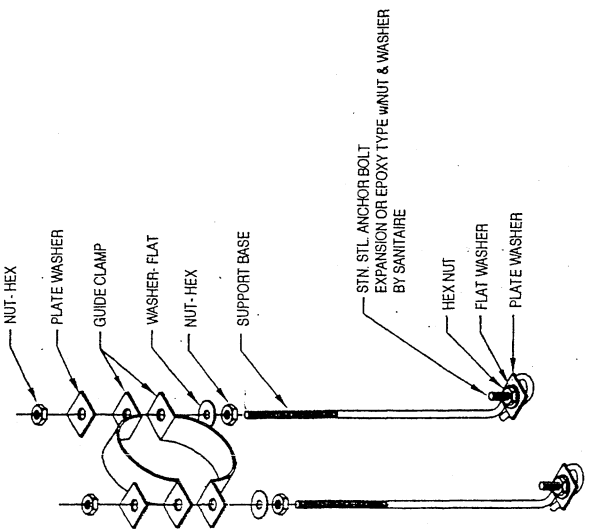 NUT- HEX
PLATE WASHER
GUIDE CLAMP
WASHER- FLAT
NUT- HEX
SUPPORT BASE
STN. STL. ANCHOR BOLT
EXPANSION OR EPOXY TYPE w/NUT & WASHER
BY SANITAIRE
HEX NUT
FLAT WASHER
PLATE WASHER